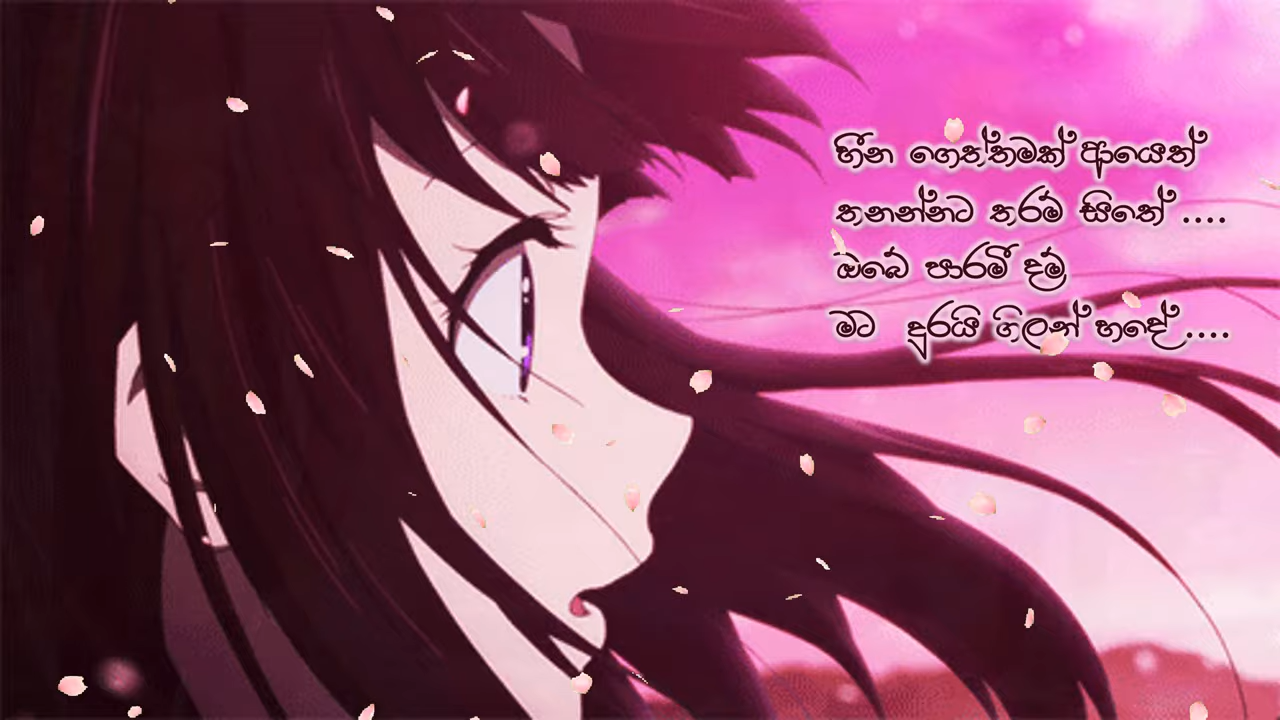 හීන ගෙත්තමක් ආයෙත්
තනන්නට තරම් සිතේ ....
ඔබේ පාරමී දම්
මට දුරයි ගිලන් හදේ ....